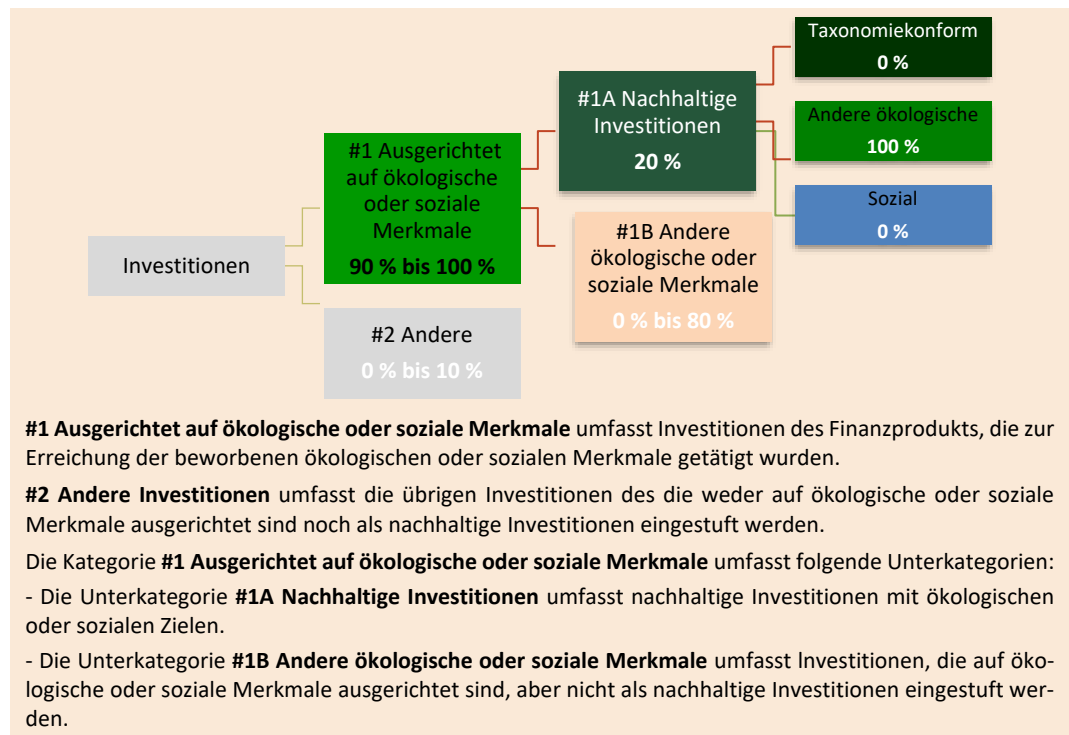 Investitionen
#1 Ausgerichtet
auf ökologische
oder soziale
Merkmale
90 % bis 100 %
#2 Andere
0 % bis 10 %
#1A Nachhaltige
Investitionen
20 %
#1B Andere
ökologische oder
soziale Merkmale
0 % bis 80 %
Taxonomiekonform
0 %
Andere ökologische
100 %
Sozial
0 %
#1 Ausgerichtet auf ökologische oder soziale Merkmale umfasst Investitionen des Finanzprodukts, die zur
Erreichung der beworbenen ökologischen oder sozialen Merkmale getätigt wurden.
#2 Andere Investitionen umfasst die übrigen Investitionen des die weder auf ökologische oder soziale
Merkmale ausgerichtet sind noch als nachhaltige Investitionen eingestuft werden.
Die Kategorie #1 Ausgerichtet auf ökologische oder soziale Merkmale umfasst folgende Unterkategorien:
- Die Unterkategorie #1A Nachhaltige Investitionen umfasst nachhaltige Investitionen mit ökologischen
oder sozialen Zielen.
- Die Unterkategorie #1B Andere ökologische oder soziale Merkmale umfasst lnvestitionen, die auf öko-
logische oder soziale Merkmale ausgerichtet sind, aber nicht als nachhaltige Investitionen eingestuft wer-
den.